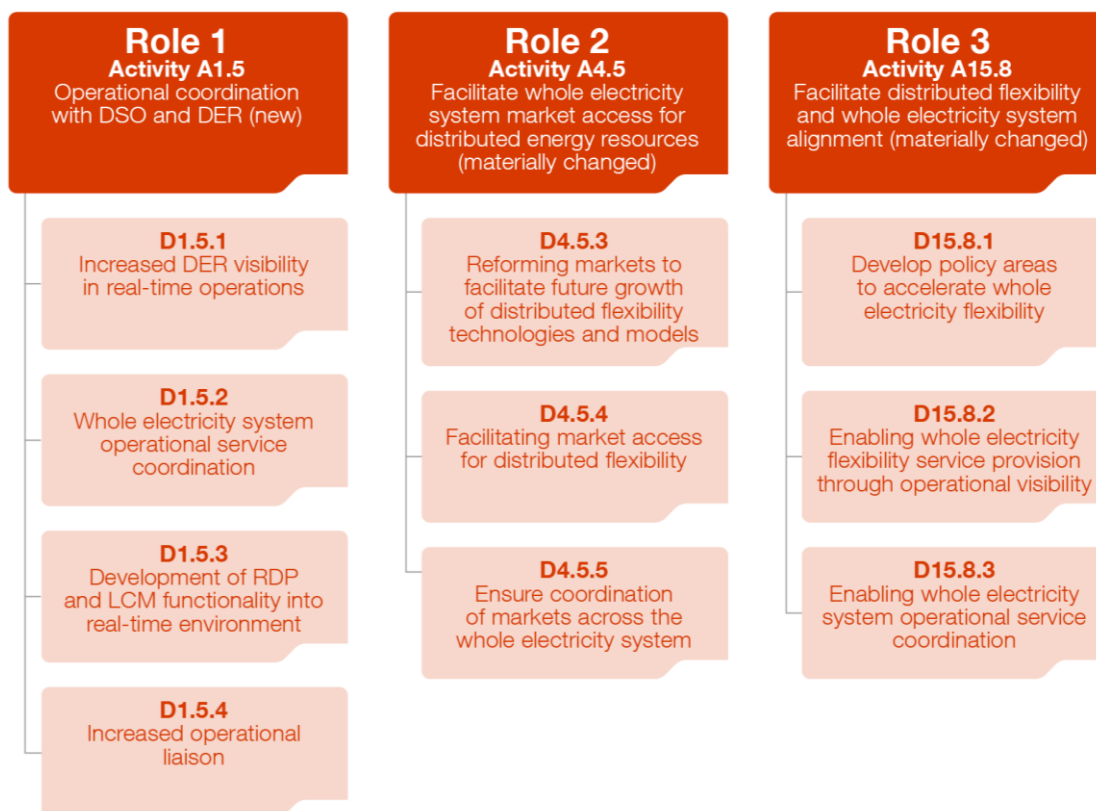 Role 1
Activity A1.5
Operational coordination
with DSO and DER (new)
D1.5.1
Increased DER visibility
in real-time operations
D1.5.2
Whole electricity system
operational service
coordination
D1.5.3
Development of RDP
and LCM functionality into
real-time environment
D1.5.4
Increased operational
liaison
Role 2
Activity A4.5
Facilitate whole electricity
system market access for
distributed energy resources
(materially changed)
D4.5.3
Reforming markets to
facilitate future growth
of distributed flexibility
technologies and models
D4.5.4
Facilitating market access
for distributed flexibility
D4.5.5
Ensure coordination
of markets across the
whole electricity system
Role 3
Activity A15.8
Facilitate distributed flexibility
and whole electricity system
alignment (materially changed)
D15.8.1
Develop policy areas
to accelerate whole
electricity flexibility
D15.8.2
Enabling whole electricity
flexibility service provision
through operational visibility
D15.8.3
Enabling whole electricity
system operational service
coordination